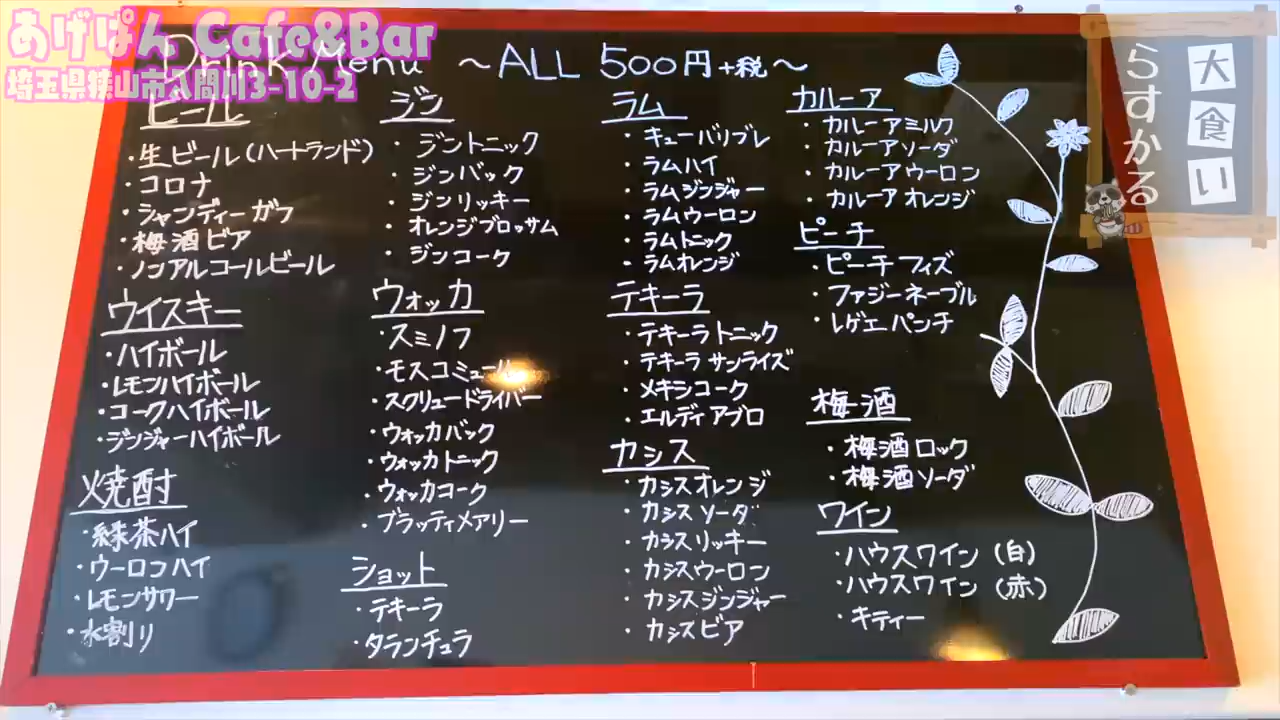 あげぱん Cafe&Bar
埼玉県狭山市入間川3-10-2
大食い
らすかる
Drink Menu ～ALL 500円+税～
ビール
・生ビール(ハートランド)
・コロナ
・シャンディーガフ
・梅酒ビア
・ノンアルコールビール
ウイスキー
・ハイボール
・レモンハイボール
・コークハイボール
・ジンジャーハイボール
焼酎
・緑茶ハイ
・ウーロンハイ
・レモンサワー
・水割り
ジン
・ジントニック
・ジンバック
・ジンリッキー
・オレンジブロッサム
・ジンコーク
ウォッカ
・スミノフ
・モスコミュール
・スクリュードライバー
・ウォッカバック
・ウォッカトニック
・ウォッカコーク
・ブラッティメアリー
ショット
・テキーラ
・タランチュラ
ラム
・キューバリブレ
・ラムハイ
・ラムジンジャー
・ラムウーロン
・ラムトニック
・ラムオレンジ
テキーラ
・テキーラトニック
・テキーラサンライズ
・メキシコーク
・エルディアブロ
カシス
・カシスオレンジ
・カシスソーダ
・カシスリッキー
・カシスウーロン
・カシスジンジャー
・カシスビア
カルーア
・カルーアミルク
・カルーアソーダ
・カルーアウーロン
・カルーアオレンジ
ピーチ
・ピーチフィズ
・ファジーネーブル
・レゲエパンチ
梅酒
・梅酒ロック
・梅酒ソーダ
ワイン
・ハウスワイン(白)
・ハウスワイン(赤)
・キティー